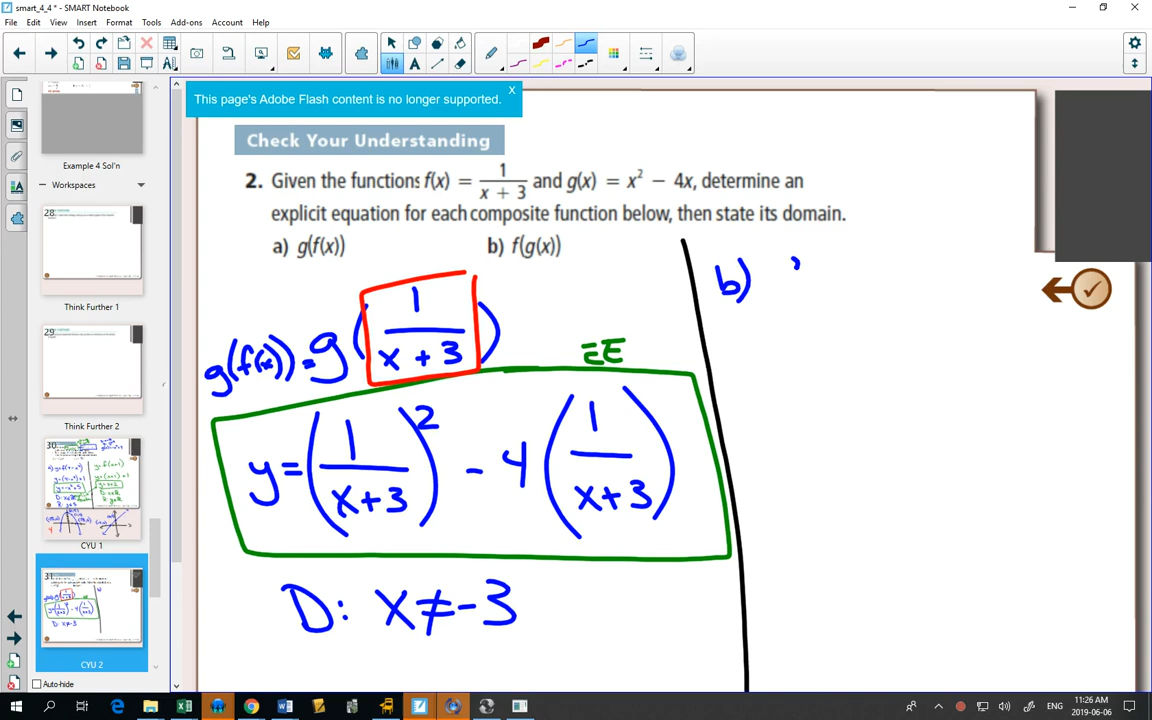 smart_4_4 * - SMART Notebook
File Edit View Insert Format Tools Add-ons Account Help
This page's Adobe Flash content is no longer supported. X
Check Your Understanding
2. Given the functions f(x) = 1/(x + 3) and g(x) = x² − 4x, determine an
explicit equation for each composite function below, then state its domain.
a) g(f(x)) b) f(g(x))
b)
g(f(x)) = g(1/(x + 3))
EE
y = (1/(x+3))² - 4(1/(x+3))
D: x ≠ -3
Example 4 Sol'n
Workspaces
28
Think Further 1
29
Think Further 2
30
CYU 1
31
CYU 2
Auto-hide
ENG
11:26 AM
2019-06-06